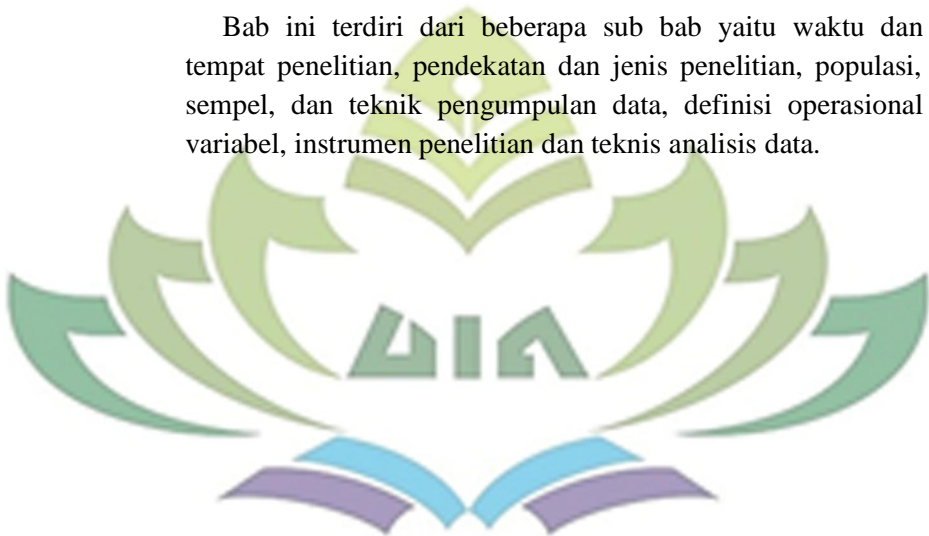 Bab ini terdiri dari beberapa sub bab yaitu waktu dan
tempat penelitian, pendekatan dan jenis penelitian, populasi,
sempel, dan teknik pengumpulan data, definisi operasional
variabel, instrumen penelitian dan teknis analisis data.
UIN